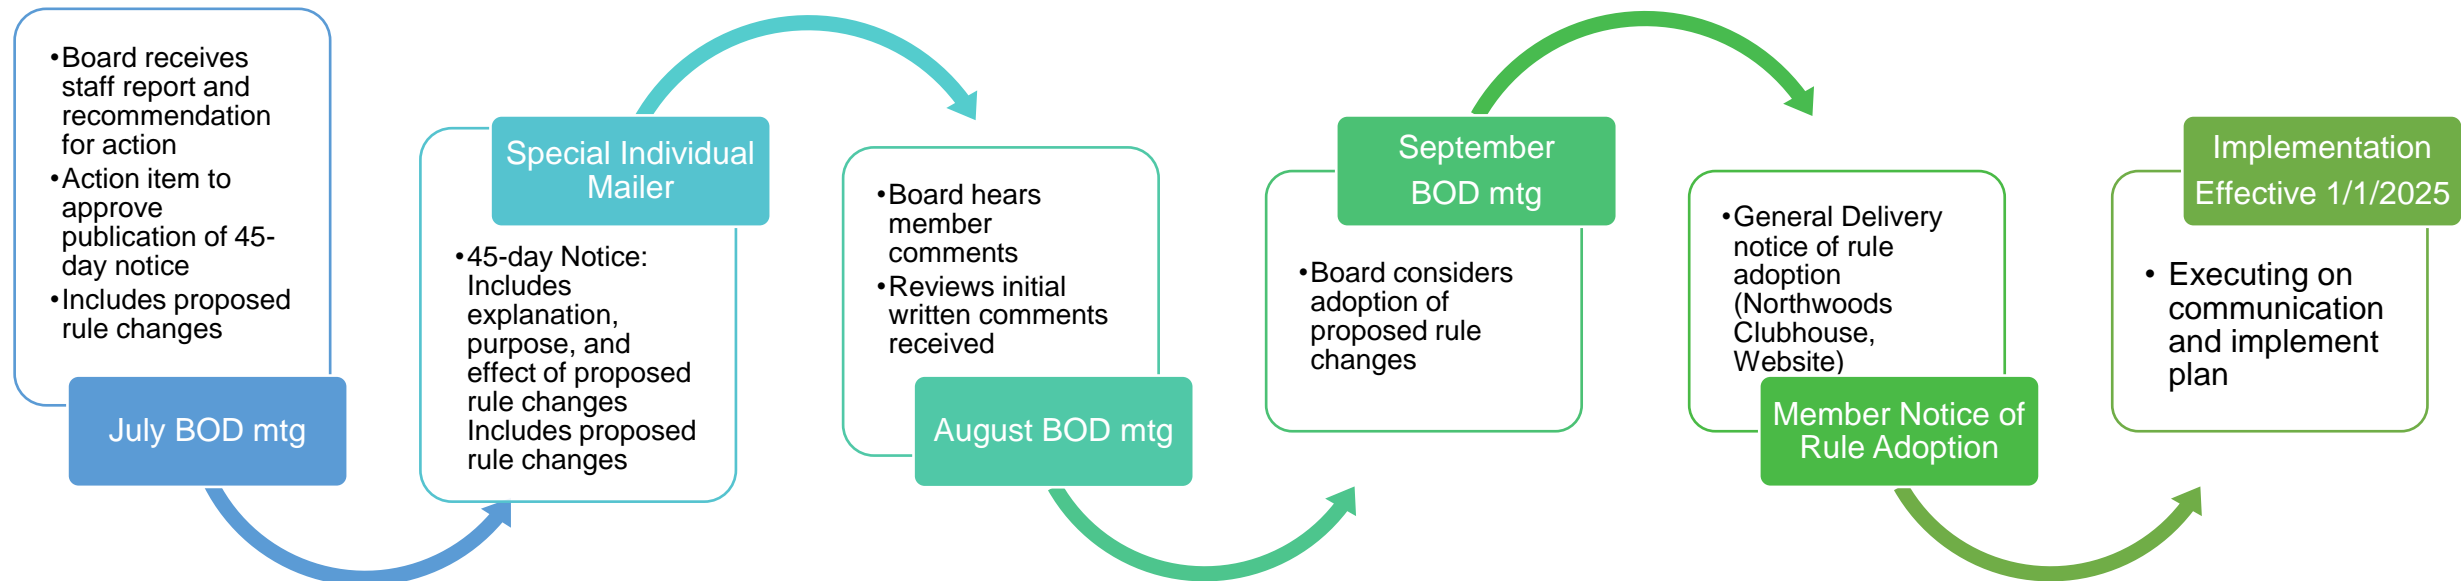 •Board receives
staff report and
recommendation
for action
•Action item to
approve
publication of 45-
day notice
•Includes proposed
rule changes
July BOD mtg
Special Individual
Mailer
•45-day Notice:
Includes
explanation,
purpose, and
effect of proposed
rule changes
Includes proposed
rule changes
•Board hears
member
comments
•Reviews initial
written comments
received
August BOD mtg
September
BOD mtg
•Board considers
adoption of
proposed rule
changes
•General Delivery
notice of rule
adoption
(Northwoods
Clubhouse,
Website)
Member Notice of
Rule Adoption
Implementation
Effective 1/1/2025
• Executing on
communication
and implement
plan